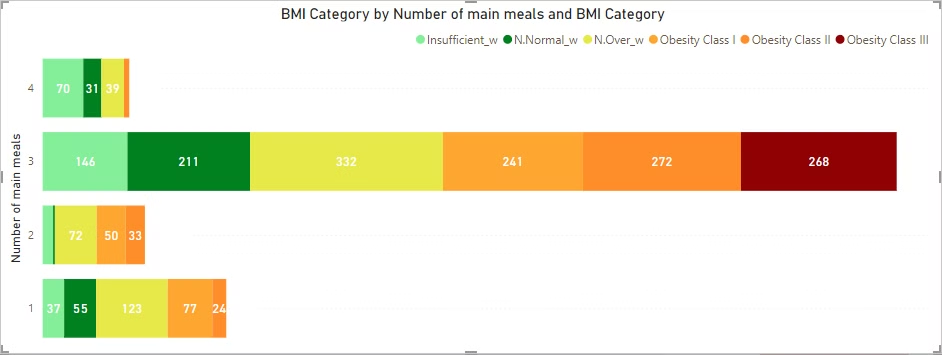 BMI Category by Number of main meals and BMI Category
Insufficient_w N.Normal_w N.Over_w Obesity Class I Obesity Class II Obesity Class III
Number of main meals
4 70 31 39
3 146 211 332 241 272 268
2 72 50 33
1 37 55 123 77 24